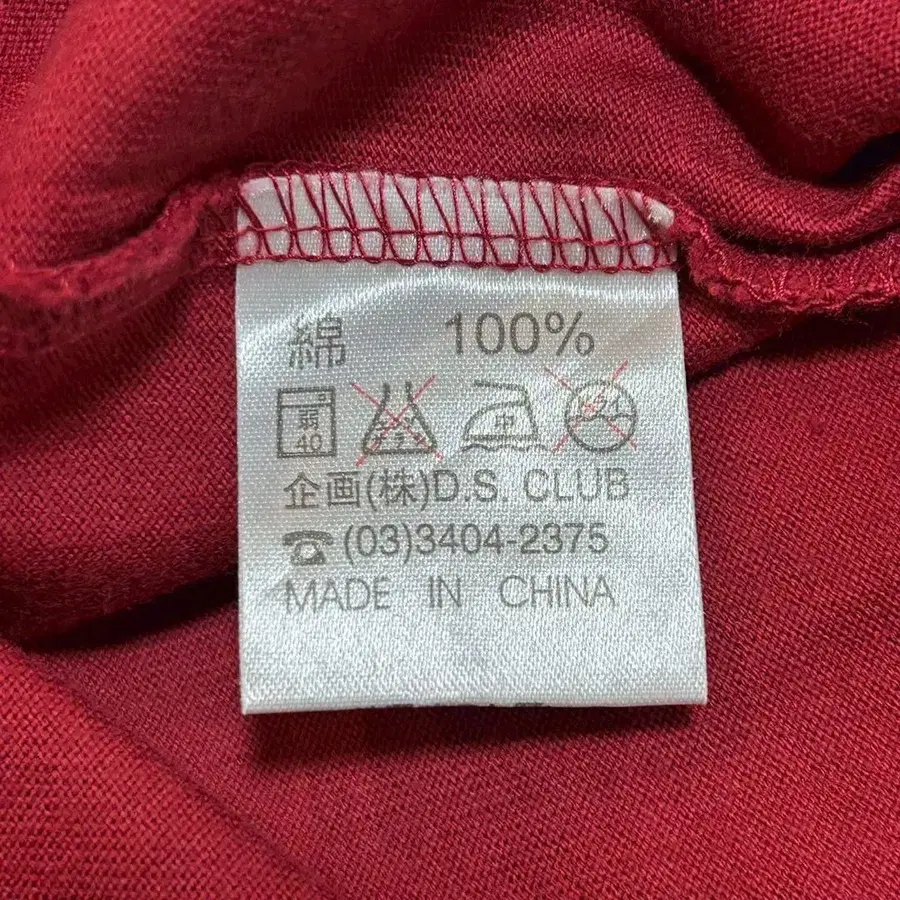 綿 100%
弱 40 中
企画(株)D.S. CLUB
☎(03)3404-2375
MADE IN CHINA